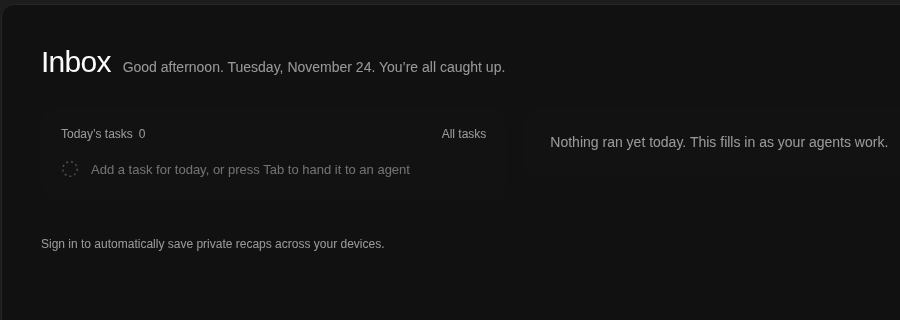 Inbox Good afternoon. Tuesday, November 24. You're all caught up.
Today's tasks 0
All tasks
Add a task for today, or press Tab to hand it to an agent
Nothing ran yet today. This fills in as your agents work.
Sign in to automatically save private recaps across your devices.